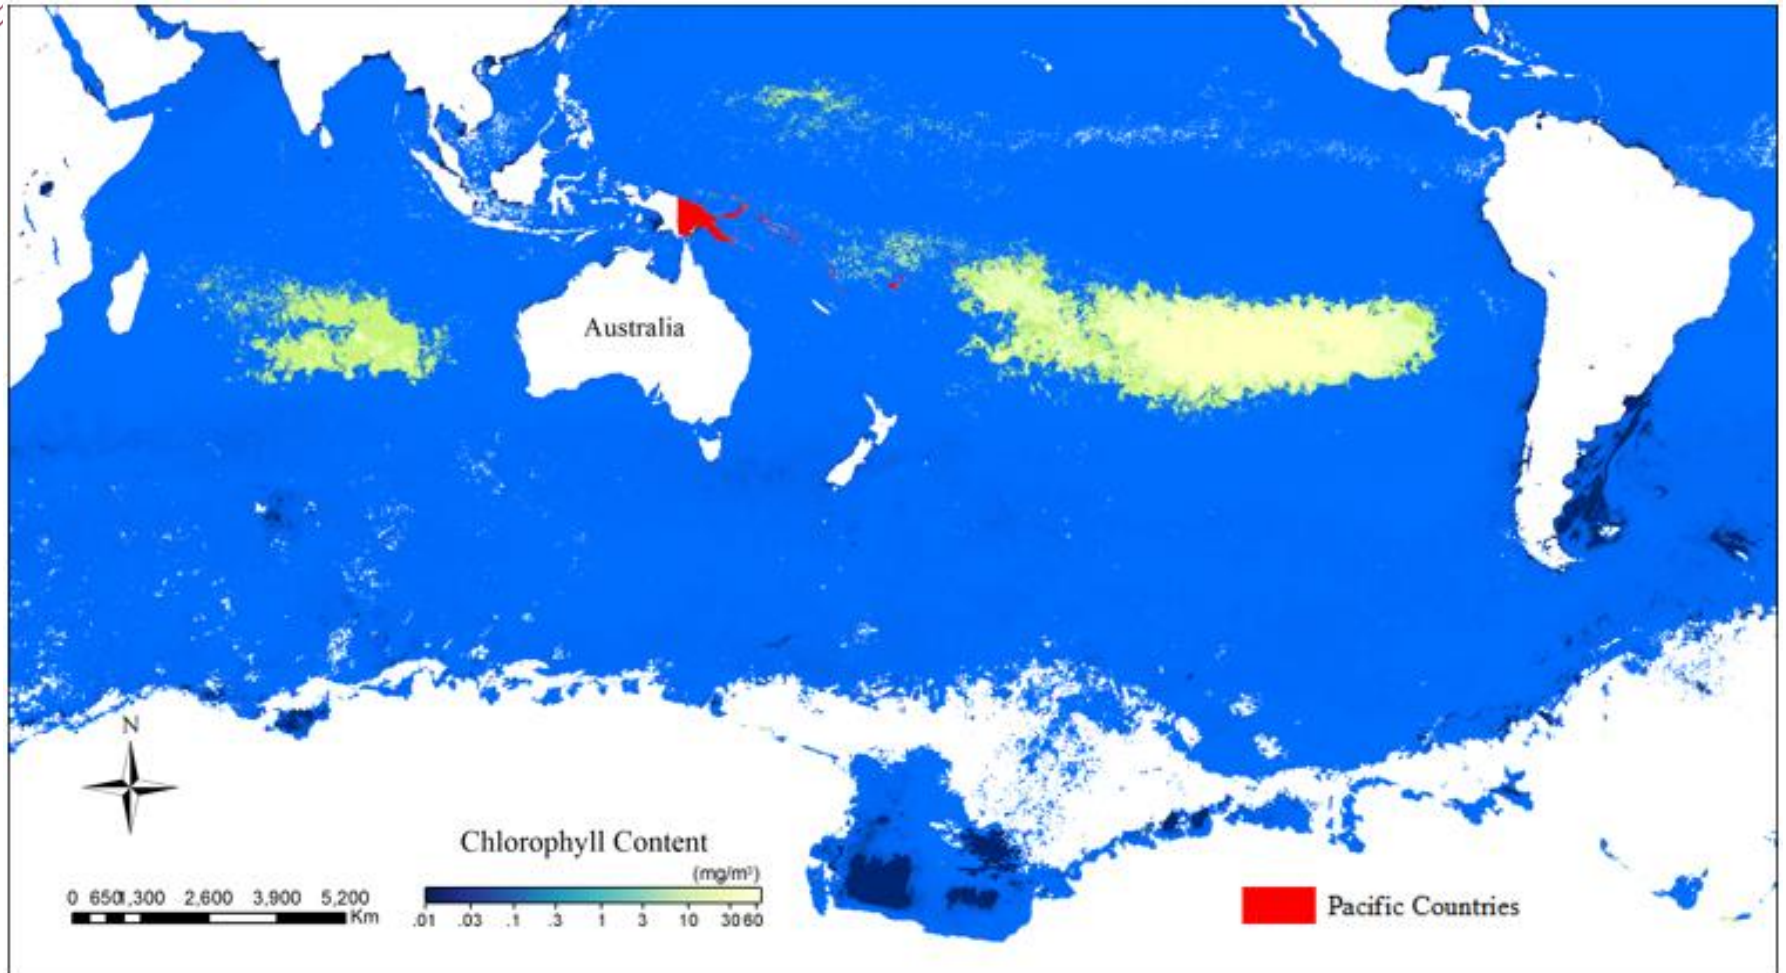 Australia
N
Chlorophyll Content
(mg/m³)
0 650 1,300 2,600 3,900 5,200
Km
.01 .03 .1 .3 1 3 10 30 60
Pacific Countries